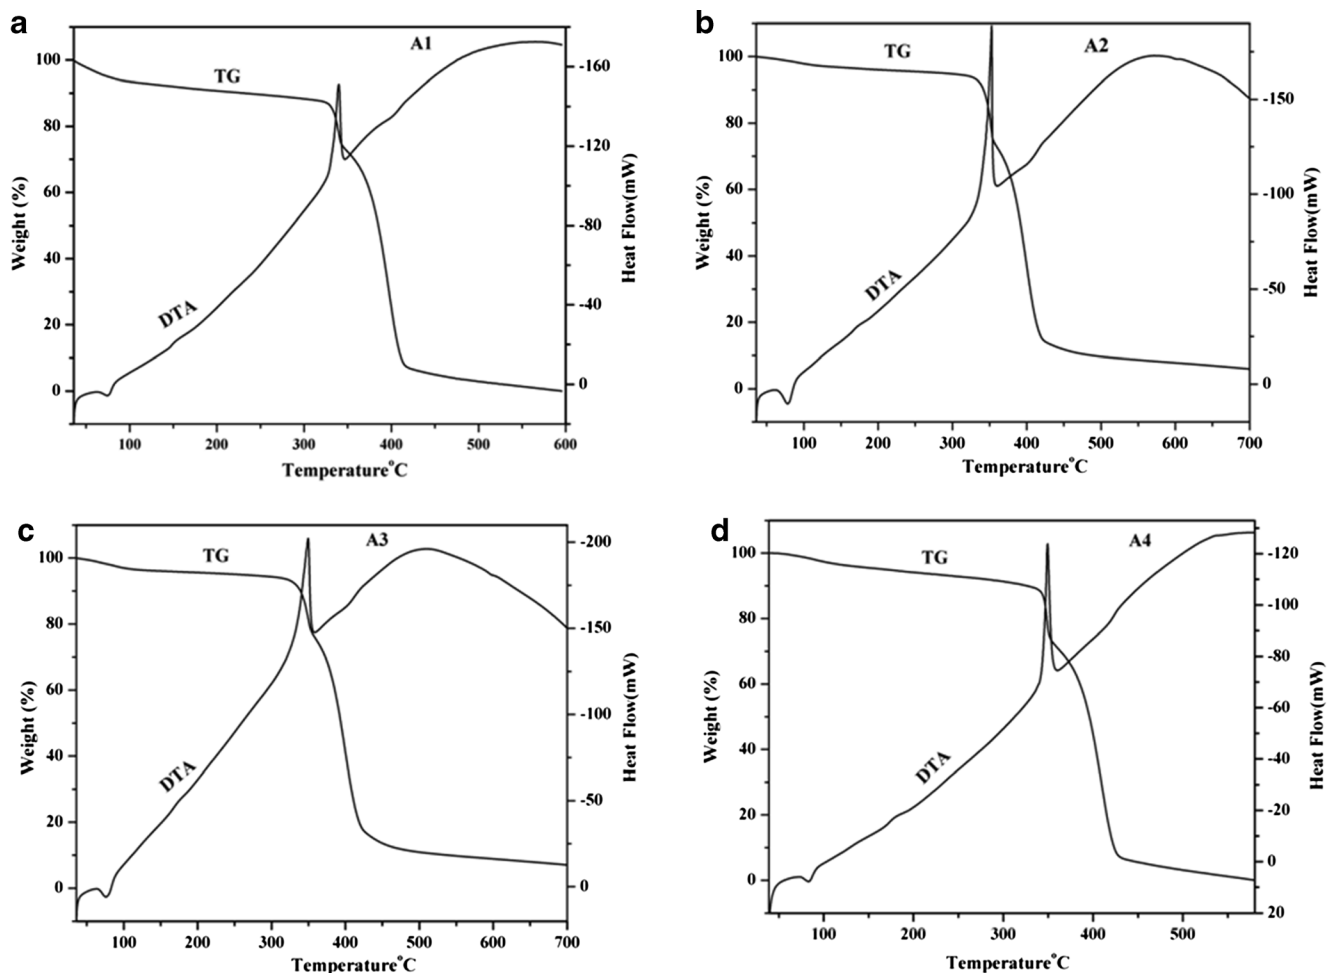 a
A1
TG
DTA
100
80
60
40
20
0
Weight (%)
-160
-120
-80
-40
0
Heat Flow(mW)
100 200 300 400 500 600
Temperature°C
b
A2
TG
DTA
100
80
60
40
20
0
Weight (%)
-150
-100
-50
0
Heat Flow(mW)
100 200 300 400 500 600 700
Temperature°C
c
A3
TG
DTA
100
80
60
40
20
0
Weight (%)
-200
-150
-100
-50
0
Heat Flow(mW)
100 200 300 400 500 600 700
Temperature°C
d
A4
TG
DTA
100
80
60
40
20
0
Weight (%)
-120
-100
-80
-60
-40
-20
0
20
Heat Flow(mW)
100 200 300 400 500
Temperature°C